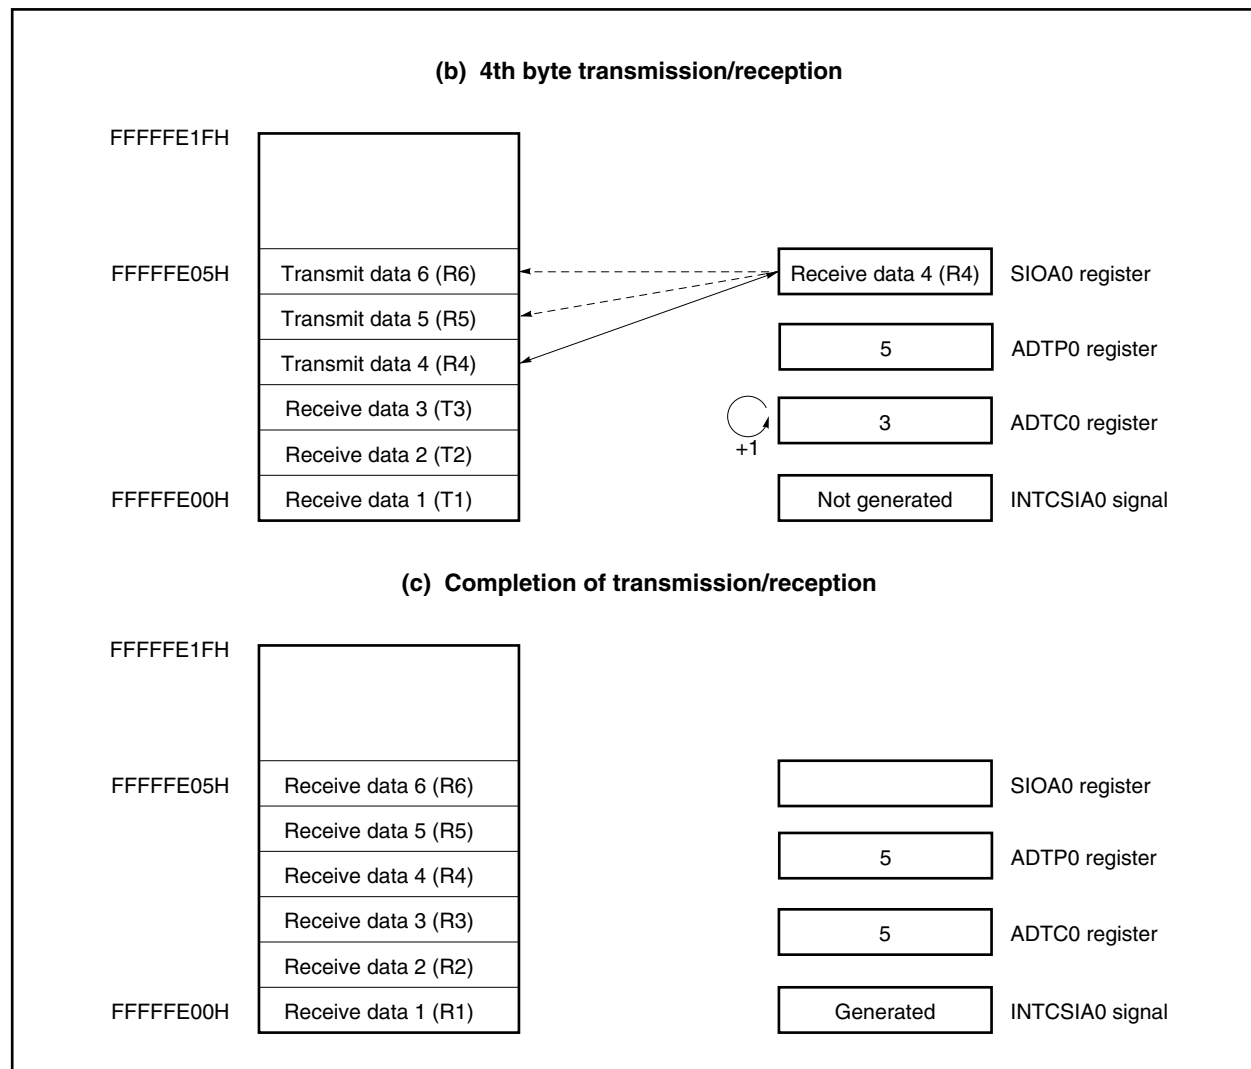 (b) 4th byte transmission/reception
FFFFFE1FH
FFFFFE05H Transmit data 6 (R6) Receive data 4 (R4) SIOA0 register
Transmit data 5 (R5)
5 ADTP0 register
Transmit data 4 (R4)
Receive data 3 (T3)
3 ADTC0 register
+1
Receive data 2 (T2)
FFFFFE00H Receive data 1 (T1) Not generated INTCSIA0 signal
(c) Completion of transmission/reception
FFFFFE1FH
FFFFFE05H Receive data 6 (R6) SIOA0 register
Receive data 5 (R5)
5 ADTP0 register
Receive data 4 (R4)
Receive data 3 (R3)
5 ADTC0 register
Receive data 2 (R2)
FFFFFE00H Receive data 1 (R1) Generated INTCSIA0 signal